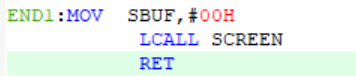 END1:MOV SBUF,#00H
LCALL SCREEN
RET